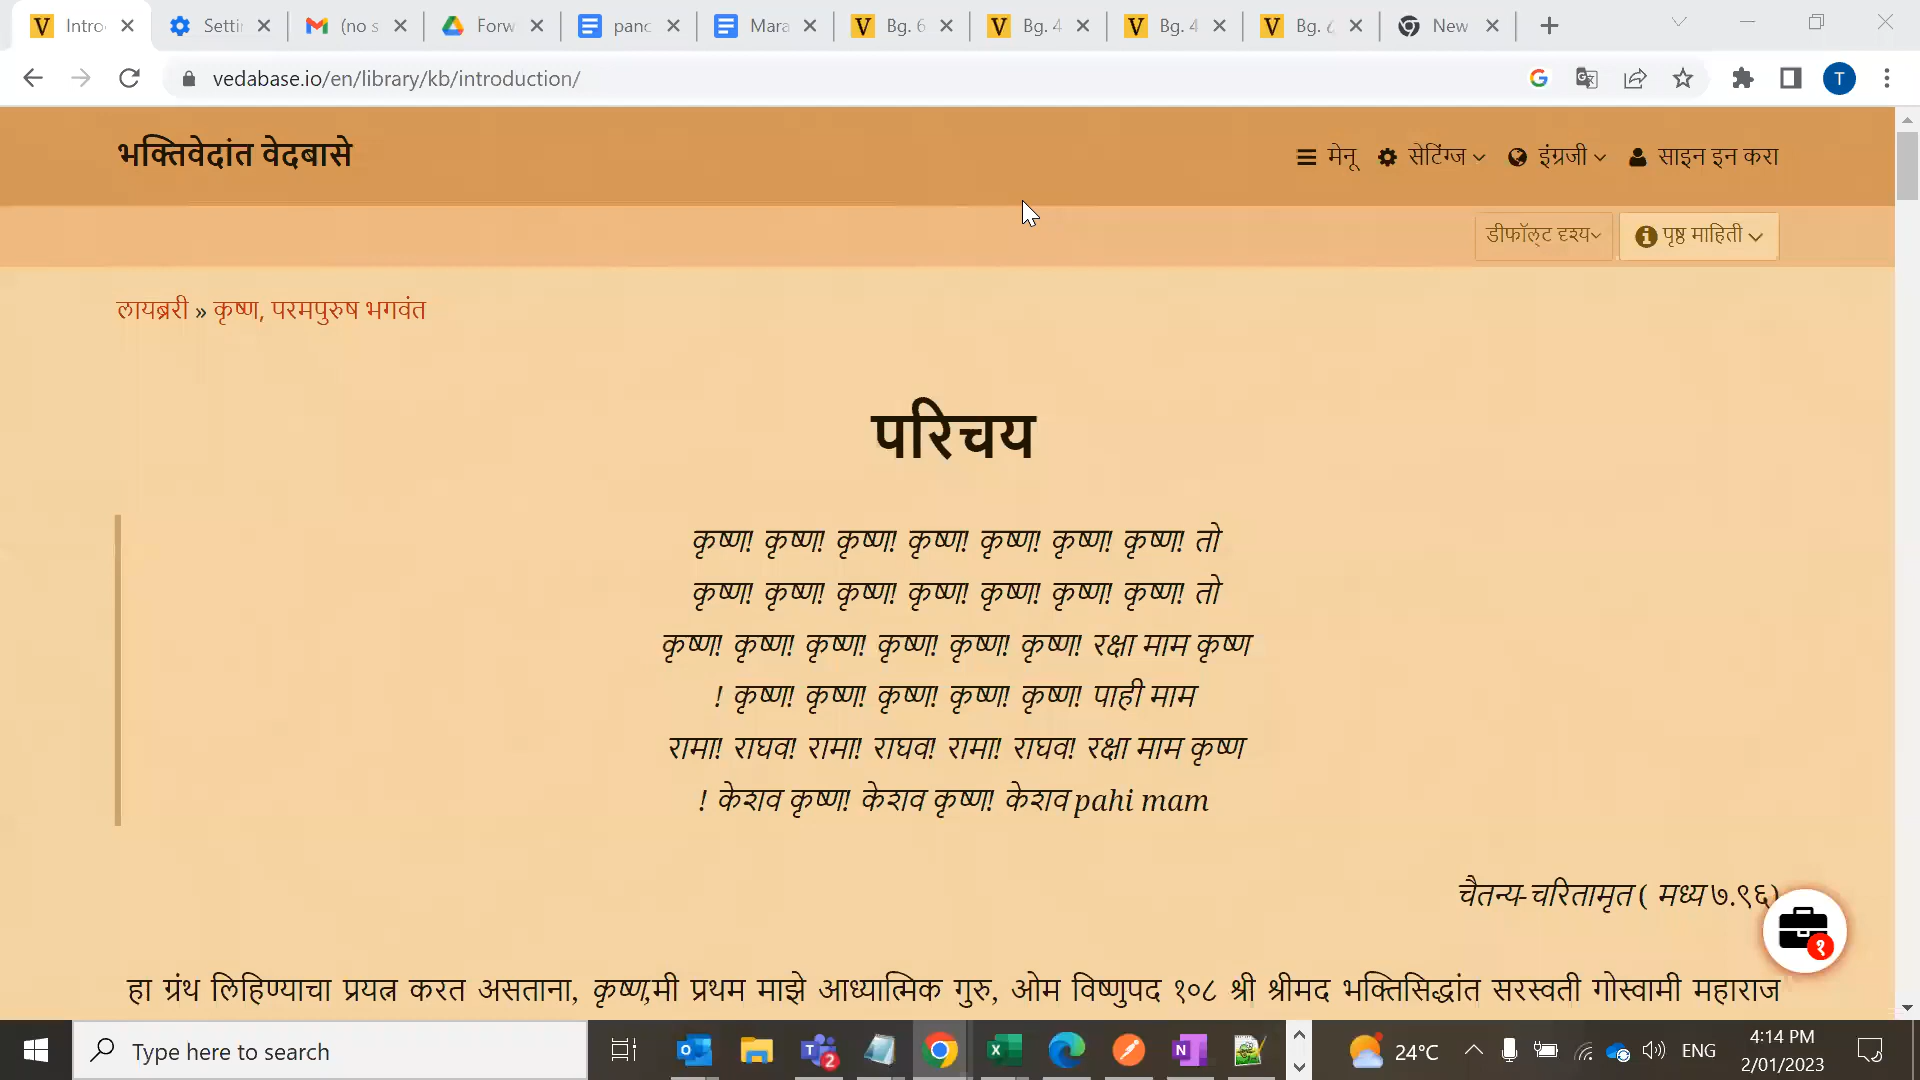 Intro
Setti
(no s
Forw
panc
Mara
Bg. 6
Bg. 4
Bg. 4
Bg.
New
vedabase.io/en/library/kb/introduction/
T
भक्तिवेदांत वेदबासे
मेनू
सेटिंग्ज
इंग्रजी
साइन इन करा
डीफॉल्ट दृश्य
पृष्ठ माहिती
लायब्ररी » कृष्ण, परमपुरुष भगवंत
परिचय
कृष्ण! कृष्ण! कृष्ण! कृष्ण! कृष्ण! कृष्ण! कृष्ण! तो
कृष्ण! कृष्ण! कृष्ण! कृष्ण! कृष्ण! कृष्ण! कृष्ण! तो
कृष्ण! कृष्ण! कृष्ण! कृष्ण! कृष्ण! कृष्ण! रक्षा माम कृष्ण
! कृष्ण! कृष्ण! कृष्ण! कृष्ण! कृष्ण! पाही माम
रामा! राघव! रामा! राघव! रामा! राघव! रक्षा माम कृष्ण
! केशव कृष्ण! केशव कृष्ण! केशव pahi mam
चैतन्य-चरितामृत ( मध्य ७.९६)
१
हा ग्रंथ लिहिण्याचा प्रयत्न करत असताना, कृष्ण,मी प्रथम माझे आध्यात्मिक गुरु, ओम विष्णुपद १०८ श्री श्रीमद भक्तिसिद्धांत सरस्वती गोस्वामी महाराज
Type here to search
2
24°C
ENG
4:14 PM
2/01/2023